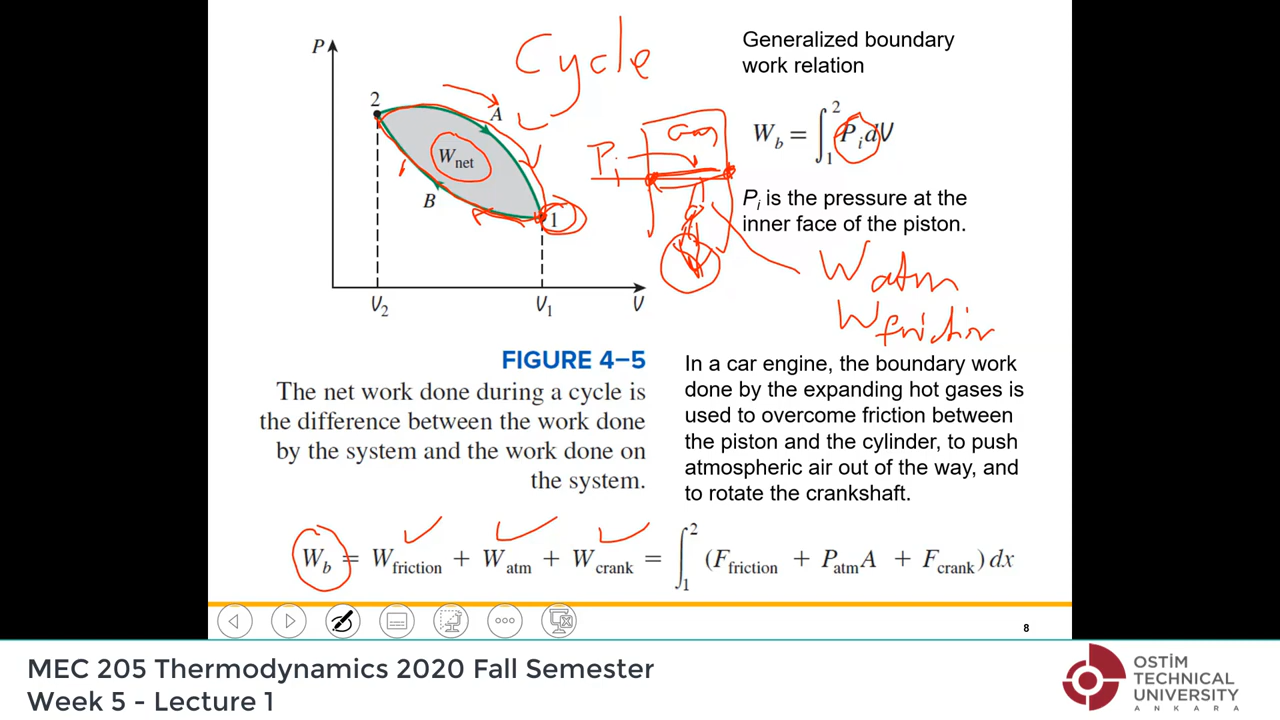 P
2
A
W_net
B
1
V_2
V_1
V
Cycle
Gas
P_i
W_atm
W_friction
FIGURE 4–5
The net work done during a cycle is
the difference between the work done
by the system and the work done on
the system.
Generalized boundary
work relation
W_b = ∫_1^2 P_i dV
P_i is the pressure at the
inner face of the piston.
In a car engine, the boundary work
done by the expanding hot gases is
used to overcome friction between
the piston and the cylinder, to push
atmospheric air out of the way, and
to rotate the crankshaft.
W_b = W_friction + W_atm + W_crank = ∫_1^2 (F_friction + P_atm A + F_crank) dx
8
MEC 205 Thermodynamics 2020 Fall Semester
Week 5 - Lecture 1
OSTİM
TECHNICAL
UNIVERSITY
ANKARA